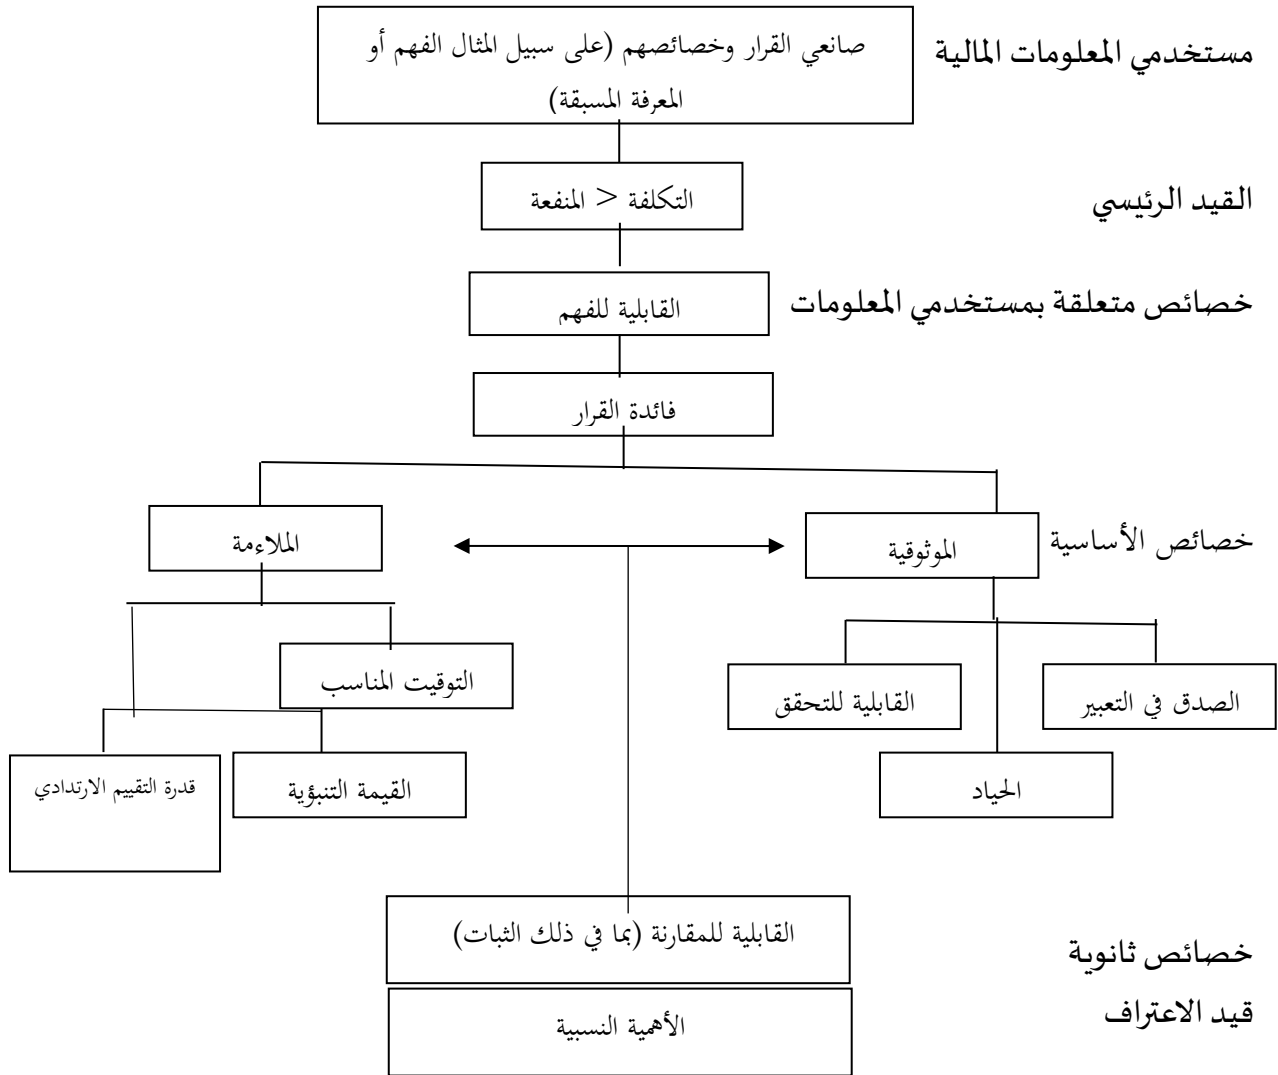 مستخدمي المعلومات المالية
صانعي القرار وخصائصهم (على سبيل المثال الفهم أو
المعرفة المسبقة)
القيد الرئيسي
التكلفة < المنفعة
خصائص متعلقة بمستخدمي المعلومات
القابلية للفهم
فائدة القرار
خصائص الأساسية
الموثوقية
الملاءمة
الصدق في التعبير
القابلية للتحقق
التوقيت المناسب
الحياد
القيمة التنبؤية
قدرة التقييم الارتدادي
خصائص ثانوية
القابلية للمقارنة (بما في ذلك الثبات)
قيد الاعتراف
الأهمية النسبية